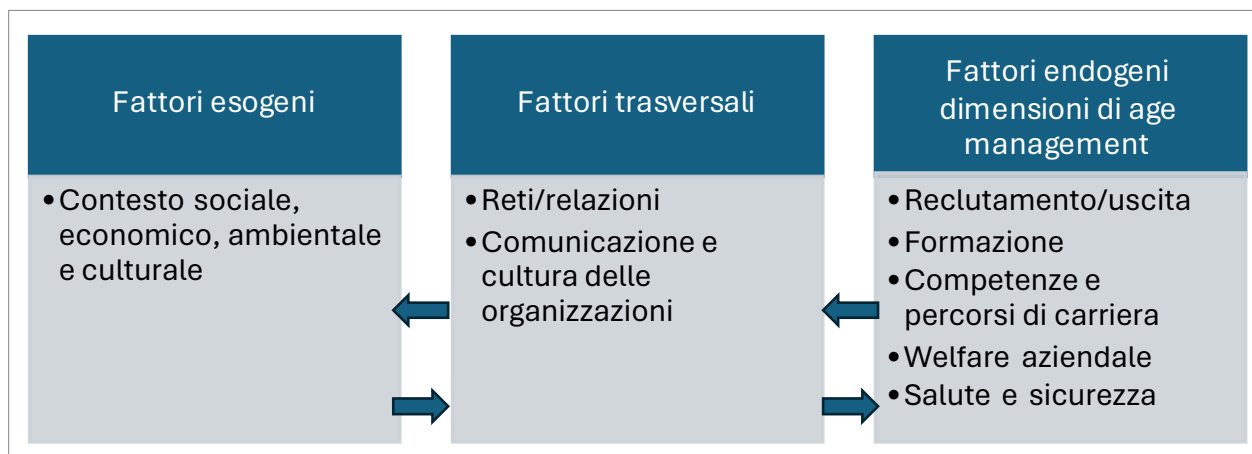 Fattori esogeni
•Contesto sociale,
economico, ambientale
e culturale
Fattori trasversali
•Reti/relazioni
•Comunicazione e
cultura delle
organizzazioni
Fattori endogeni
dimensioni di age
management
•Reclutamento/uscita
•Formazione
•Competenze e
percorsi di carriera
•Welfare aziendale
•Salute e sicurezza